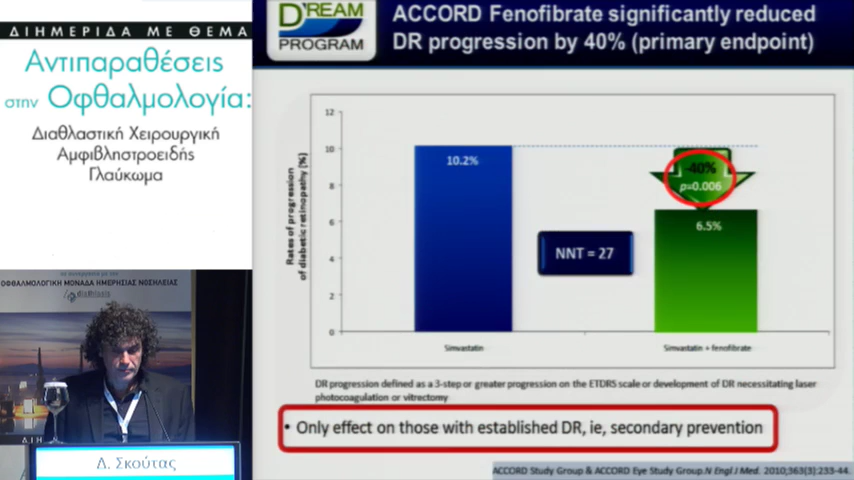 ΔΙΗΜΕΡΙΔΑ ΜΕ ΘΕΜΑ
Αντιπαραθέσεις
στην Οφθαλμολογία:
Διαθλαστική Χειρουργική
Αμφιβληστροειδής
Γλαύκωμα
ΟΦΘΑΛΜΟΛΟΓΙΚΗ ΜΟΝΑΔΑ ΗΜΕΡΗΣΙΑΣ ΝΟΣΗΛΕΙΑΣ
Δ. Σκούτας
D'REAM
PROGRAM
ACCORD Fenofibrate significantly reduced
DR progression by 40% (primary endpoint)
Rates of progression
of diabetic retinopathy (%)
12
10
8
6
4
2
0
10.2%
NNT = 27
-40%
p=0.006
6.5%
Simvastatin
Simvastatin + fenofibrate
DR progression defined as a 3-step or greater progression on the ETDRS scale or development of DR necessitating laser
photocoagulation or vitrectomy
• Only effect on those with established DR, ie, secondary prevention
ACCORD Study Group & ACCORD Eye Study Group.N Engl J Med. 2010;363(3):233-44.